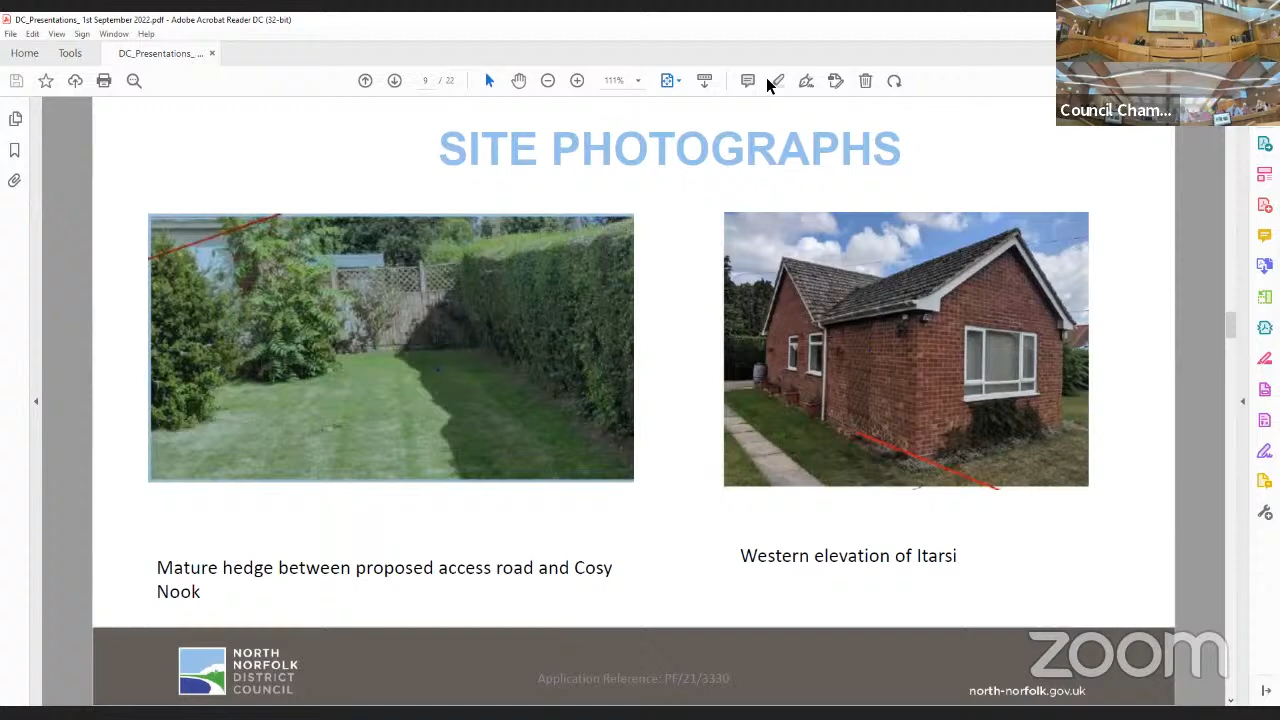 DC_Presentations_ 1st September 2022.pdf - Adobe Acrobat Reader DC (32-bit)
File Edit View Sign Window Help
Home Tools DC_Presentations_ ... ×
9 / 22 111%
Council Cham...
SITE PHOTOGRAPHS
Mature hedge between proposed access road and Cosy
Nook
Western elevation of Itarsi
NORTH
NORFOLK
DISTRICT
COUNCIL
Application Reference: PF/21/3330
zoom
north-norfolk.gov.uk